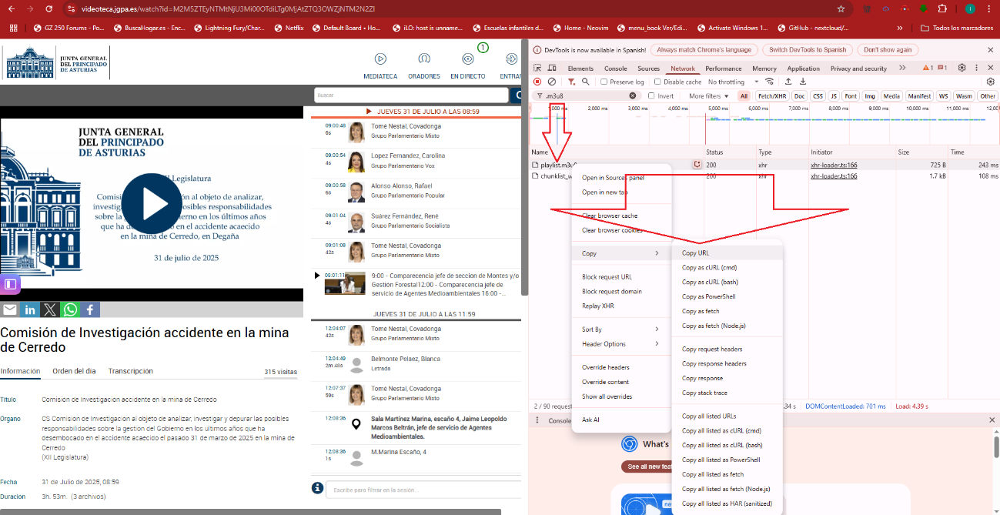 videoteca.jgpa.es/watch?id=M2M5ZTEyNTMtNjU3Mi00OTdiLTg0MjAtZTQ3OWZjNTM2N2ZI
GZ 250 Forums - Po...
BuscaHogar.es - Enc...
Lightning Fury/Char...
Netflix
Default Board • Ho...
iLO: host is unname...
Escuelas infantiles d...
Home - Neovim
menu_book Ver/Edi...
Activate Windows 1...
GitHub - nextcloud/...
»
Todos los marcadores
JUNTA GENERAL
DEL PRINCIPADO
DE ASTURIAS
MEDIATECA
ORADORES
1
EN DIRECTO
ENTRAR
JUNTA GENERAL
DEL PRINCIPADO
DE ASTURIAS
II Legislatura
Comisi
n al objeto de analizar,
investiga
posibles responsabilidades
sobre la g
ierno en los últimos años
que ha de
o en el accidente acaecido
en la mina de Cerredo, en Degaña
31 de julio de 2025
Comisión de Investigación accidente en la mina
de Cerredo
Informacion
Orden del dia
Transcripción
315 visitas
Título
Comisión de Investigacion accidente en la mina de Cerredo
Organo
CS Comision de Investigacion al objeto de analizar, investigar y depurar las posibles
responsabilidades sobre la gestion del Gobierno en los últimos años que ha
desembocado en el accidente acaecido el pasado 31 de marzo de 2025 en la mina de
Cerredo
(XII Legislatura)
Fecha
31 de Julio de 2025, 08:59
Duracion
3h. 53m. (3 archivos)
Buscar
JUEVES 31 DE JULIO A LAS 08:59
09:00:48
6s
Tomé Nestal, Covadonga
Grupo Parlamentario Mixto
09:00:54
4s
Lopez Fernandez, Carolina
Grupo Parlamentario Vox
09:00:58
6s
Alonso Alonso, Rafael
Grupo Parlamentario Popular
09:01:04
4s
Suárez Fernández, René
Grupo Parlamentario Socialista
09:01:08
42s
Tomé Nestal, Covadonga
Grupo Parlamentario Mixto
09:01:11
9:00 - Comparecencia jefe de seccion de Montes y/o
Gestión Forestal12:00 - Comparecencia jefe de
servicio de Agentes Medioambientales 16:00 -...
JUEVES 31 DE JULIO A LAS 11:59
12:04:07
42s
Tomé Nestal, Covadonga
Grupo Parlamentario Mixto
12:04:49
2m 48s
Belmonte Pelaez, Blanca
Letrada
12:07:37
59s
Tomé Nestal, Covadonga
Grupo Parlamentario Mixto
12:08:36
Sala Martínez Marina, escaño 4, Jaime Leopoldo
Marcos Beltrán, jefe de servicio de Agentes
Medioambientales.
12:08:36
1s
M.Marina Escaño, 4
Escribe para filtrar en la sesión...
DevTools is now available in Spanish!
Always match Chrome's language
Switch DevTools to Spanish
Don't show again
Elements
Console
Sources
Network
Performance
Memory
Application
Privacy and security
»
1
1
Preserve log
Disable cache
No throttling
.m3u8
Invert
More filters
All
Fetch/XHR
Doc
CSS
JS
Font
Img
Media
Manifest
WS
Wasm
Other
1,000 ms
2,000 ms
3,000 ms
4,000 ms
5,000 ms
6,000 ms
7,000 ms
8,000 ms
9,000 ms
10,000 ms
11,000 ms
12,0
Name
Status
Type
Initiator
Size
Time
playlist.m3u8
200
xhr
xhr-loader.ts:166
725 B
243 ms
chunklist_w
200
xhr
xhr-loader.ts:166
1.7 kB
108 ms
Open in Sources panel
Open in new tab
Clear browser cache
Clear browser cookies
Copy
Block request URL
Block request domain
Replay XHR
Sort By
Header Options
Override headers
Override content
Show all overrides
Ask AI
Copy URL
Copy as cURL (cmd)
Copy as cURL (bash)
Copy as PowerShell
Copy as fetch
Copy as fetch (Node.js)
Copy request headers
Copy response headers
Copy response
Copy stack trace
Copy all listed URLs
Copy all listed as cURL (cmd)
Copy all listed as cURL (bash)
Copy all listed as PowerShell
Copy all listed as fetch
Copy all listed as fetch (Node.js)
Copy all listed as HAR (sanitized)
2 / 90 request
.34 s
DOMContentLoaded: 701 ms
Load: 4.39 s
Console
What's
See all new feat
new